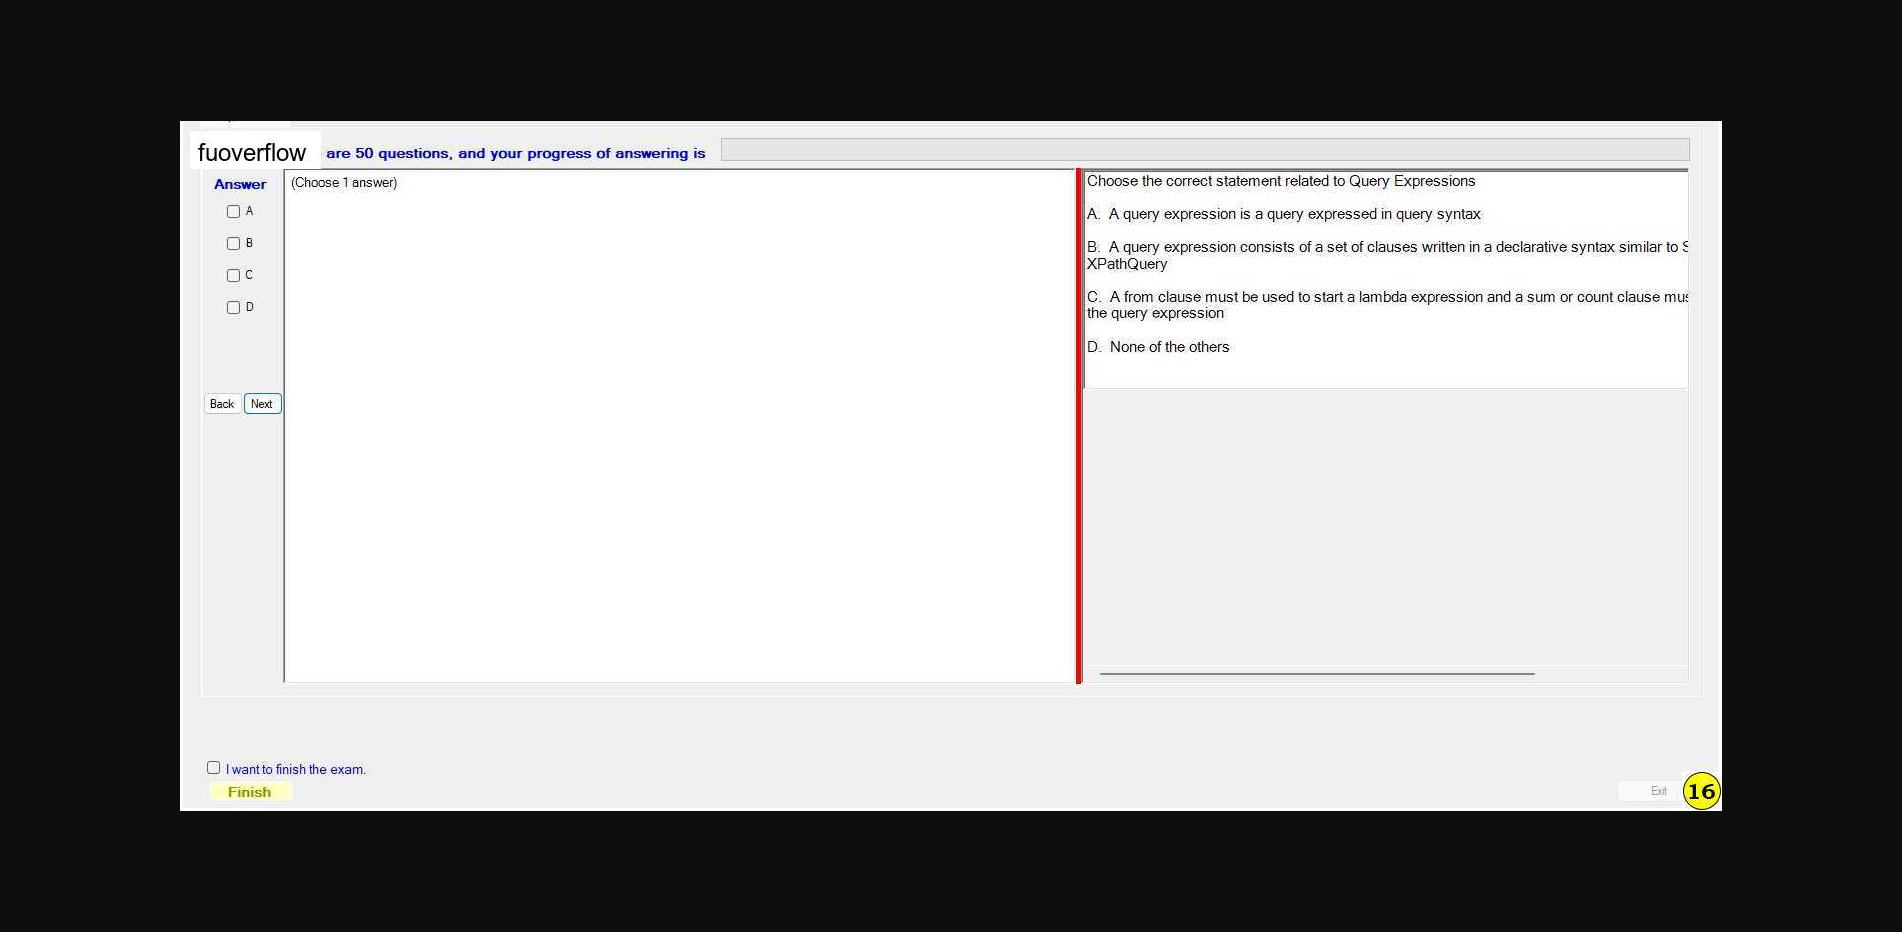 fuoverflow are 50 questions, and your progress of answering is
Answer
A
B
C
D
Back Next
(Choose 1 answer)
Choose the correct statement related to Query Expressions
A. A query expression is a query expressed in query syntax
B. A query expression consists of a set of clauses written in a declarative syntax similar to
XPathQuery
C. A from clause must be used to start a lambda expression and a sum or count clause
the query expression
D. None of the others
I want to finish the exam.
Finish
Exit
16